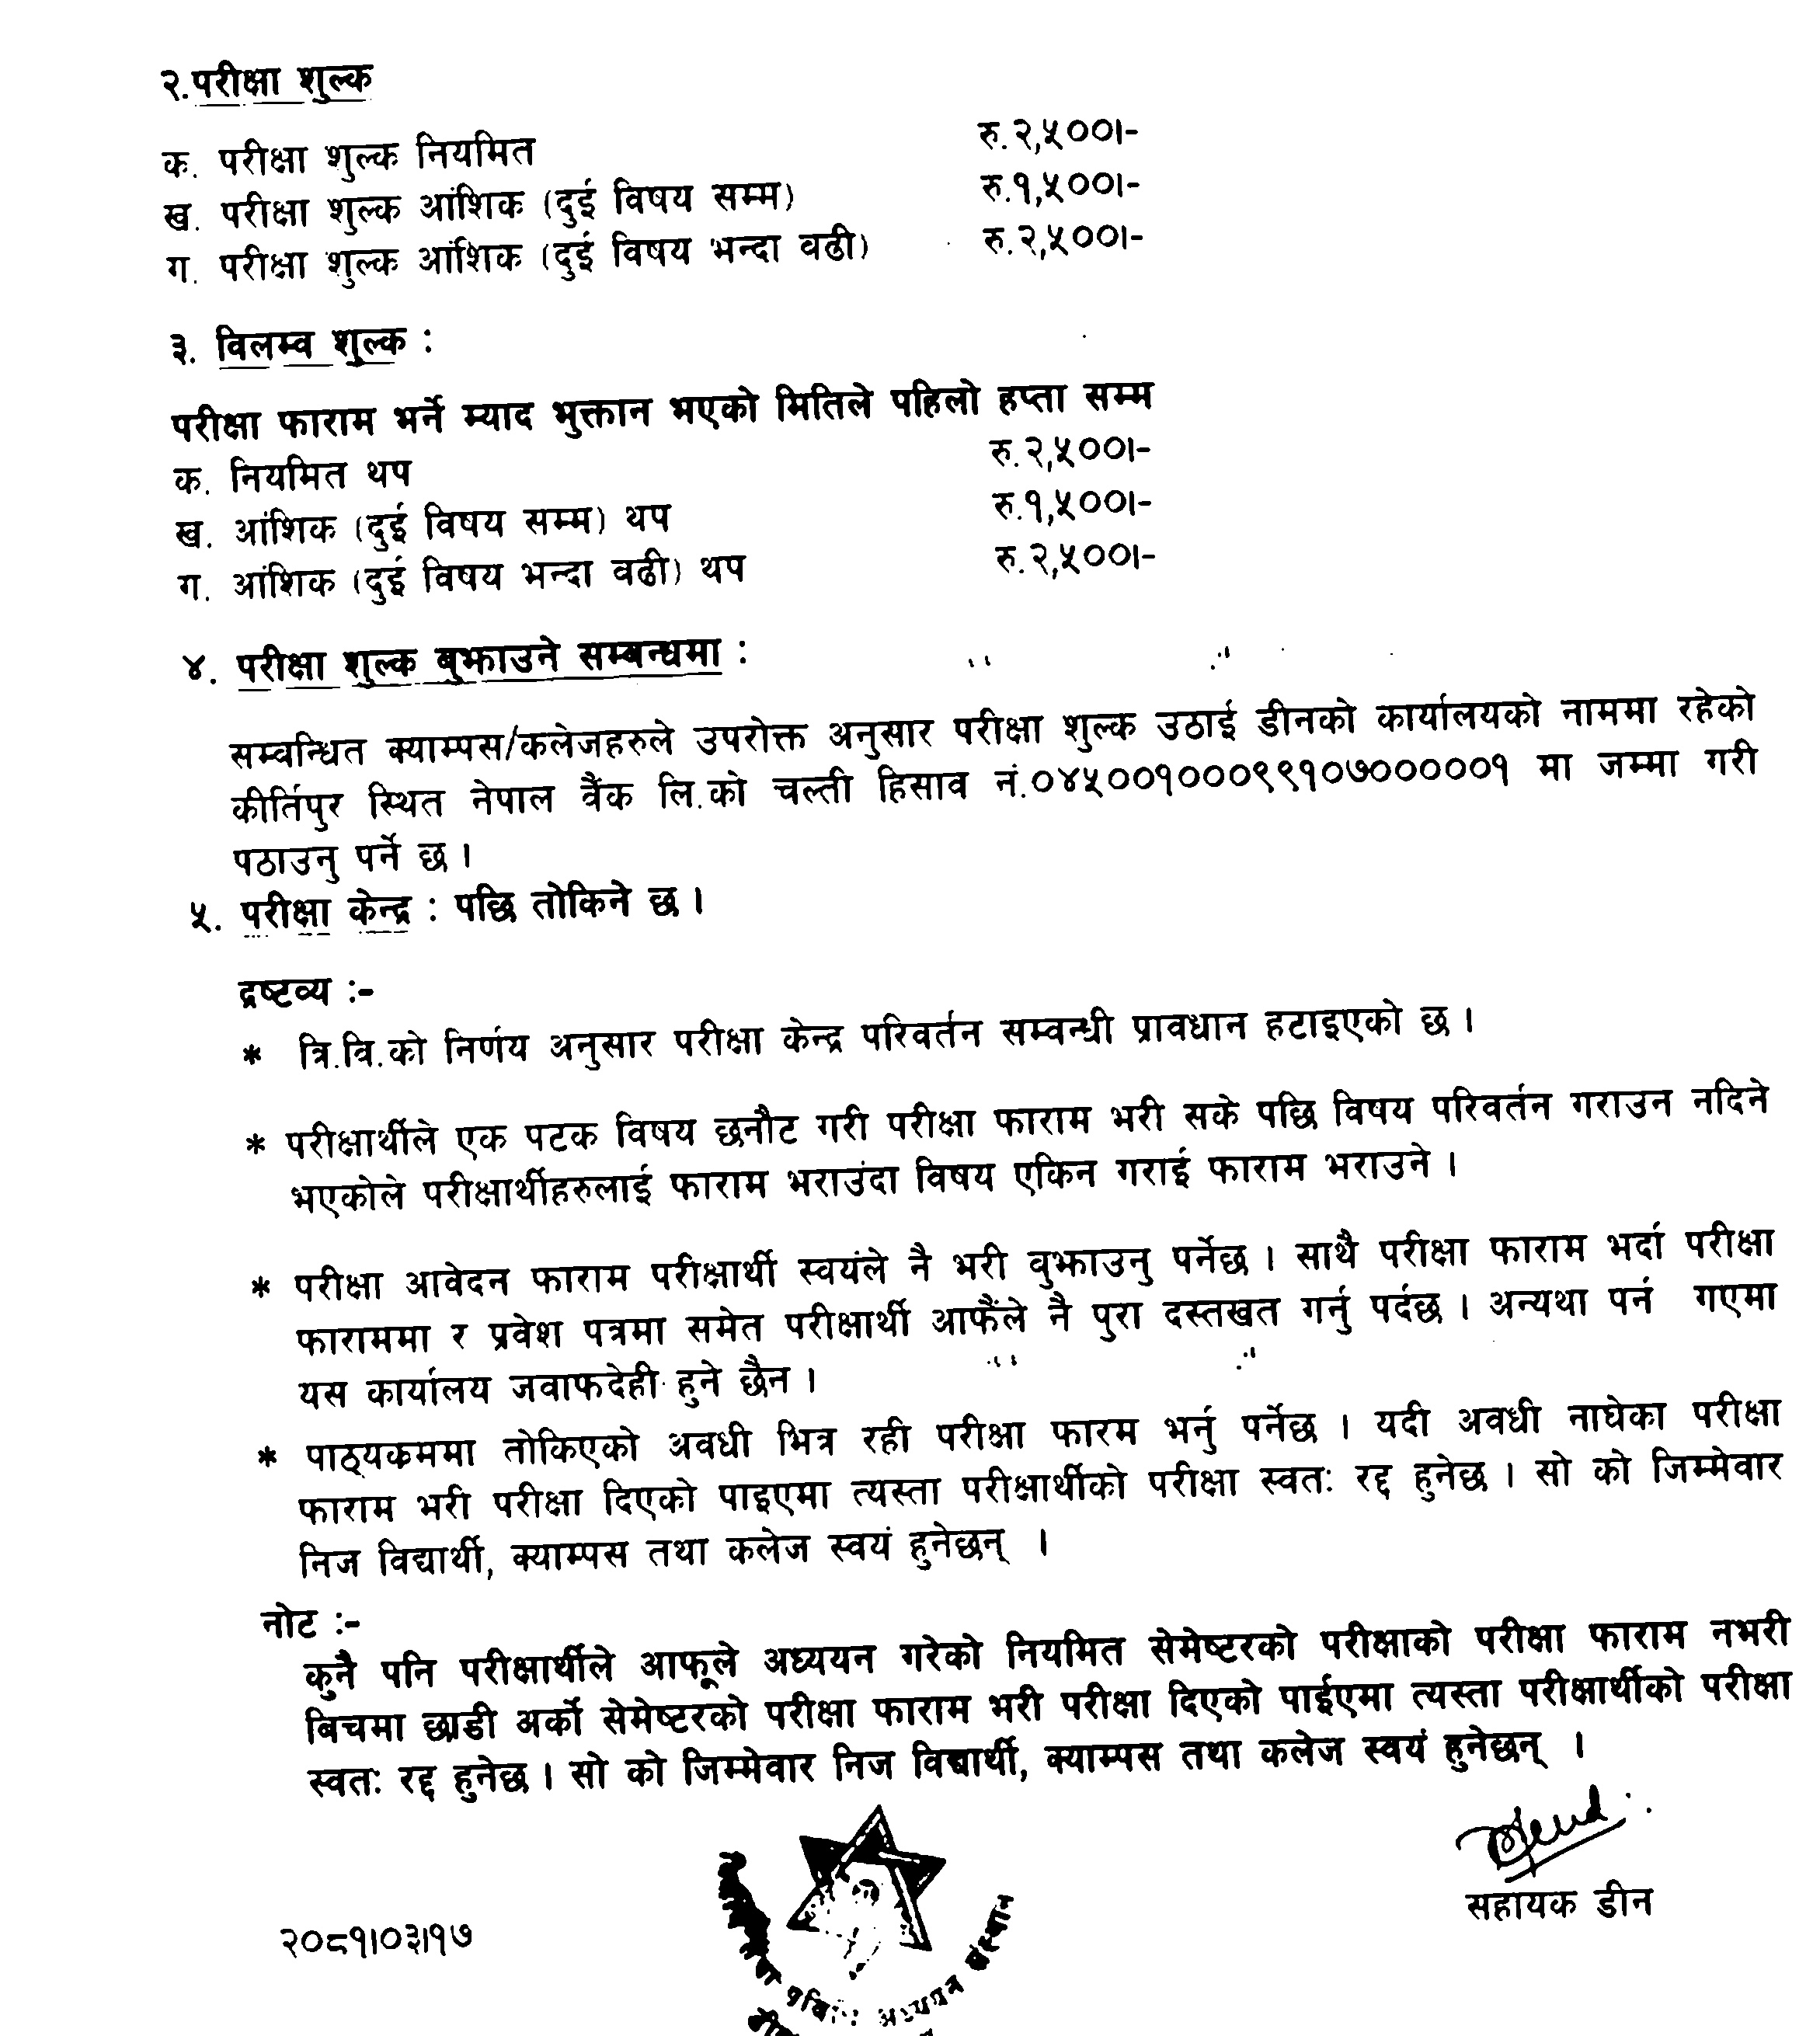 २.परीक्षा शुल्क
क. परीक्षा शुल्क नियमित रु.२,५००।-
ख. परीक्षा शुल्क आंशिक (दुई विषय सम्म) रु.१,५००।-
ग. परीक्षा शुल्क आंशिक (दुई विषय भन्दा वढी) रु.२,५००।-
३. विलम्व शुल्क :
परीक्षा फाराम भर्ने म्याद भुक्तान भएको मितिले पहिलो हप्ता सम्म
क. नियमित थप रु.२,५००।-
ख. आंशिक (दुई विषय सम्म) थप रु.१,५००।-
ग. आंशिक (दुई विषय भन्दा वढी) थप रु.२,५००।-
४. परीक्षा शुल्क बुझाउने सम्बन्धमा :
सम्वन्धित क्याम्पस/कलेजहरुले उपरोक्त अनुसार परीक्षा शुल्क उठाई डीनको कार्यालयको नाममा रहेको
कीर्तिपुर स्थित नेपाल वैंक लि.को चल्ती हिसाव नं.०४५००१०००९९१०७०००००१ मा जम्मा गरी
पठाउनु पर्ने छ ।
५. परीक्षा केन्द्र : पछि तोकिने छ ।
द्रष्टव्य :-
* त्रि.वि.को निर्णय अनुसार परीक्षा केन्द्र परिवर्तन सम्वन्धी प्रावधान हटाइएको छ ।
* परीक्षार्थीले एक पटक विषय छनौट गरी परीक्षा फाराम भरी सके पछि विषय परिवर्तन गराउन नदिने
भएकोले परीक्षार्थीहरुलाई फाराम भराउंदा विषय एकिन गराई फाराम भराउने ।
* परीक्षा आवेदन फाराम परीक्षार्थी स्वयंले नै भरी वुझाउनु पर्नेछ । साथै परीक्षा फाराम भर्दा परीक्षा
फाराममा र प्रवेश पत्रमा समेत परीक्षार्थी आफैंले नै पुरा दस्तखत गर्नु पर्दछ । अन्यथा पर्न गएमा
यस कार्यालय जवाफदेही हुने छैन ।
* पाठ्यकममा तोकिएको अवधी भित्र रही परीक्षा फारम भर्नु पर्नेछ । यदी अवधी नाघेका परीक्षा
फाराम भरी परीक्षा दिएको पाइएमा त्यस्ता परीक्षार्थीको परीक्षा स्वतः रद्द हुनेछ । सो को जिम्मेवार
निज विद्यार्थी, क्याम्पस तथा कलेज स्वयं हुनेछन् ।
नोट :-
कुनै पनि परीक्षार्थीले आफूले अध्ययन गरेको नियमित सेमेष्टरको परीक्षाको परीक्षा फाराम नभरी
बिचमा छाडी अर्को सेमेष्टरको परीक्षा फाराम भरी परीक्षा दिएको पाईएमा त्यस्ता परीक्षार्थीको परीक्षा
स्वतः रद्द हुनेछ । सो को जिम्मेवार निज विद्यार्थी, क्याम्पस तथा कलेज स्वयं हुनेछन् ।
सहायक डीन
२०८१।०३।१७
अध्ययन संस्थान